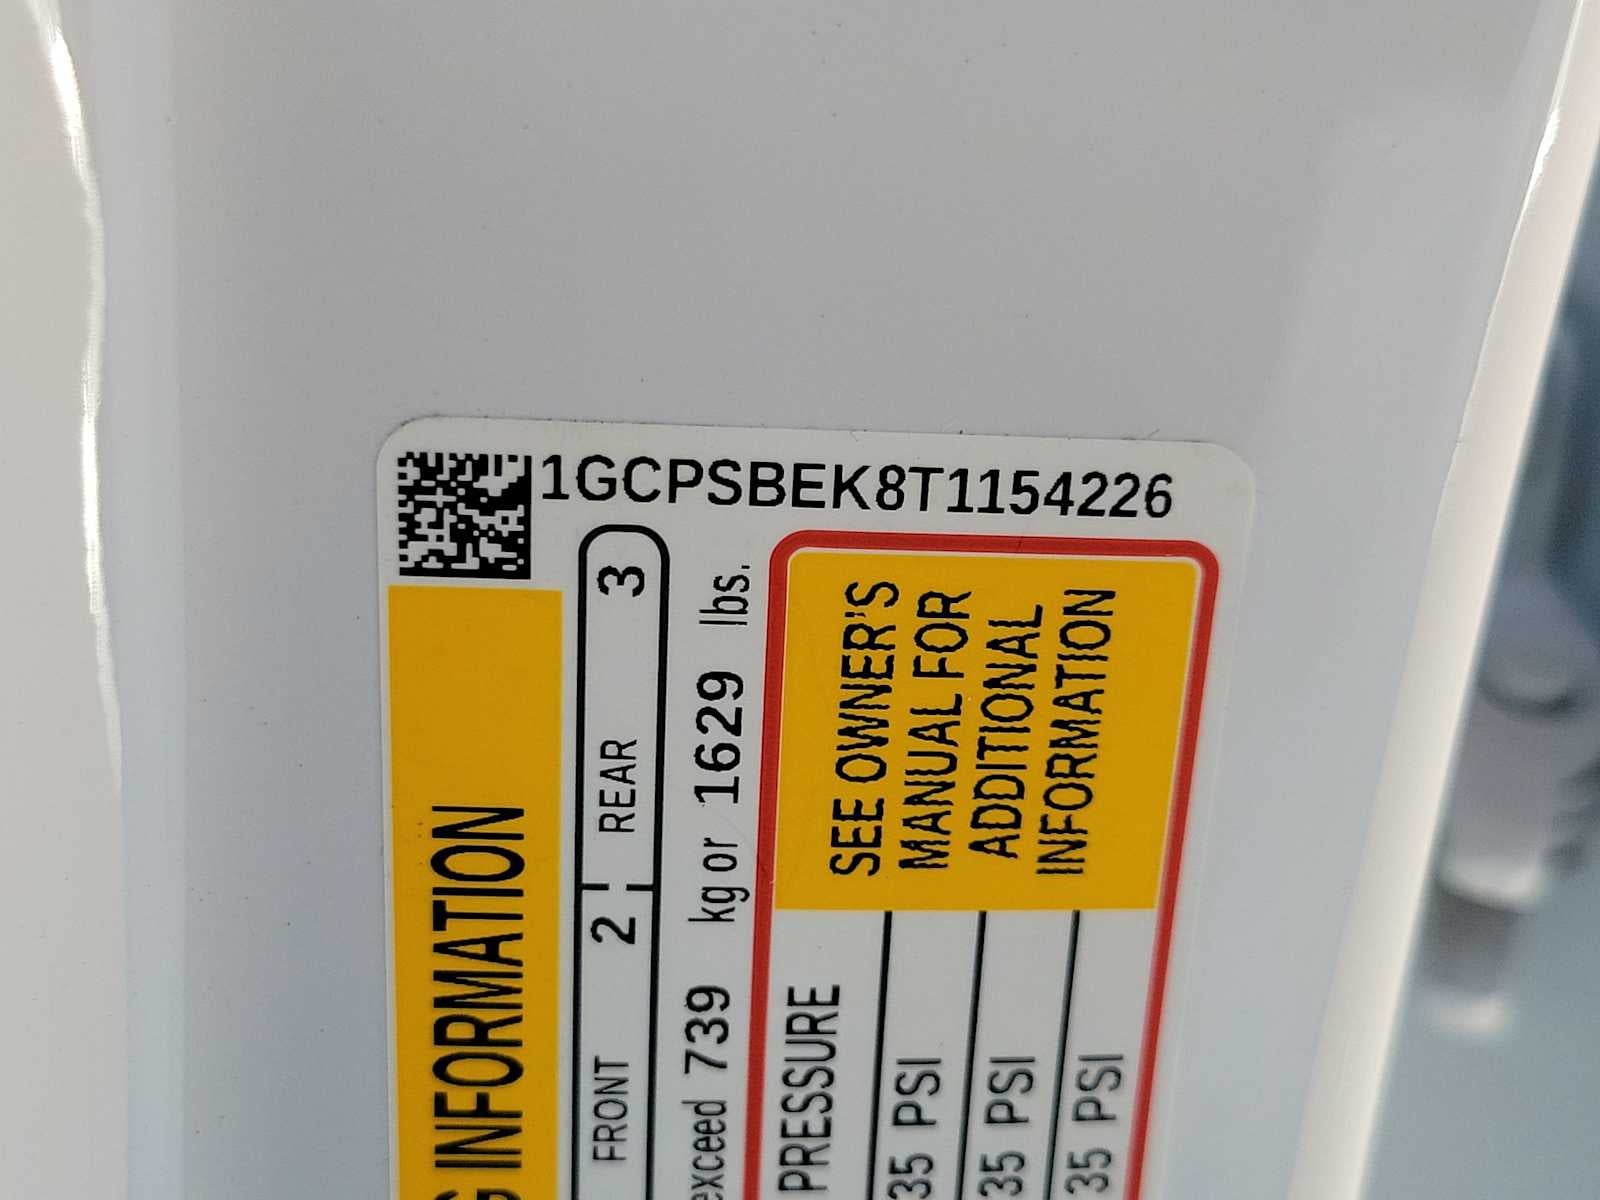 1GCPSBEK8T1154226
INFORMATION
FRONT 2 REAR 3
exceed 739 kg or 1629 lbs.
PRESSURE
SEE OWNER'S
MANUAL FOR
ADDITIONAL
INFORMATION
35 PSI
35 PSI
35 PSI